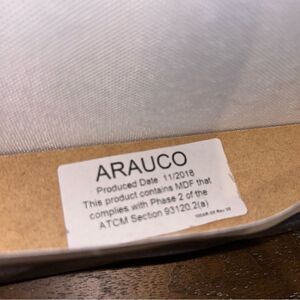 ARAUCO
Produced Date 11/2018
This product contains MDF that
complies with Phase 2 of the
ATCM Section 93120.2(a)